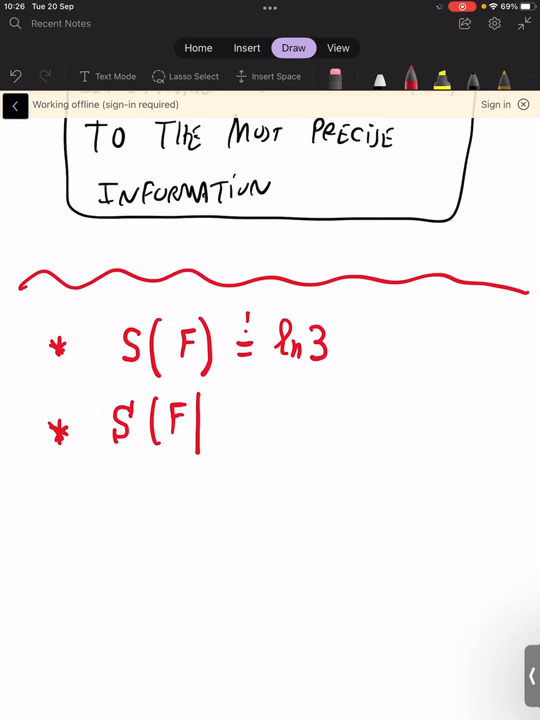 10:26 Tue 20 Sep 69%
Recent Notes
Home Insert Draw View
Text Mode Lasso Select Insert Space
Working offline (sign-in required) Sign in
TO THE MOST PRECISE
INFORMATION
* S(F) =! ln3
* S(F|